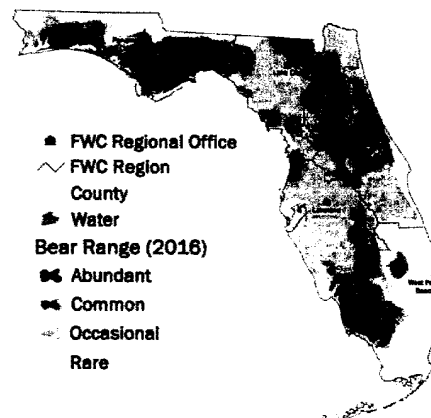 FWC Regional Office
FWC Region
County
Water
Bear Range (2016)
Abundant
Common
Occasional
Rare